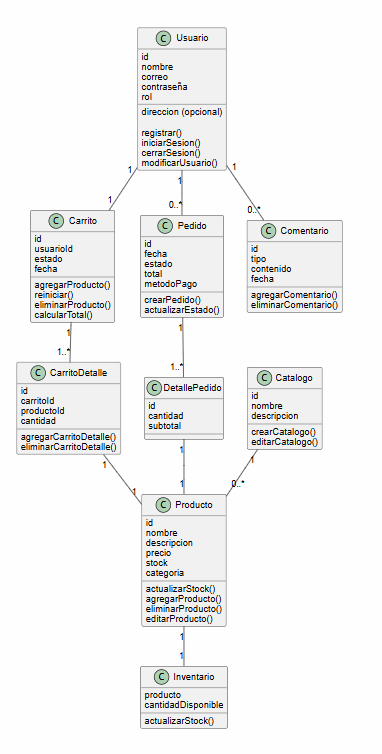 C Usuario
id
nombre
correo
contraseña
rol
direccion (opcional)
registrar()
iniciarSesion()
cerrarSesion()
modificarUsuario()
1
1
1
1
0..*
0..*
C Carrito
id
usuarioId
estado
fecha
agregarProducto()
reiniciar()
eliminarProducto()
calcularTotal()
C Pedido
id
fecha
estado
total
metodoPago
crearPedido()
actualizarEstado()
C Comentario
id
tipo
contenido
fecha
agregarComentario()
eliminarComentario()
1
1..*
1
1..*
C CarritoDetalle
id
carritoId
productoId
cantidad
agregarCarritoDetalle()
eliminarCarritoDetalle()
C DetallePedido
id
cantidad
subtotal
C Catalogo
id
nombre
descripcion
crearCatalogo()
editarCatalogo()
1
1
1
1
1
0..*
C Producto
id
nombre
descripcion
precio
stock
categoria
actualizarStock()
agregarProducto()
eliminarProducto()
editarProducto()
1
1
C Inventario
producto
cantidadDisponible
actualizarStock()